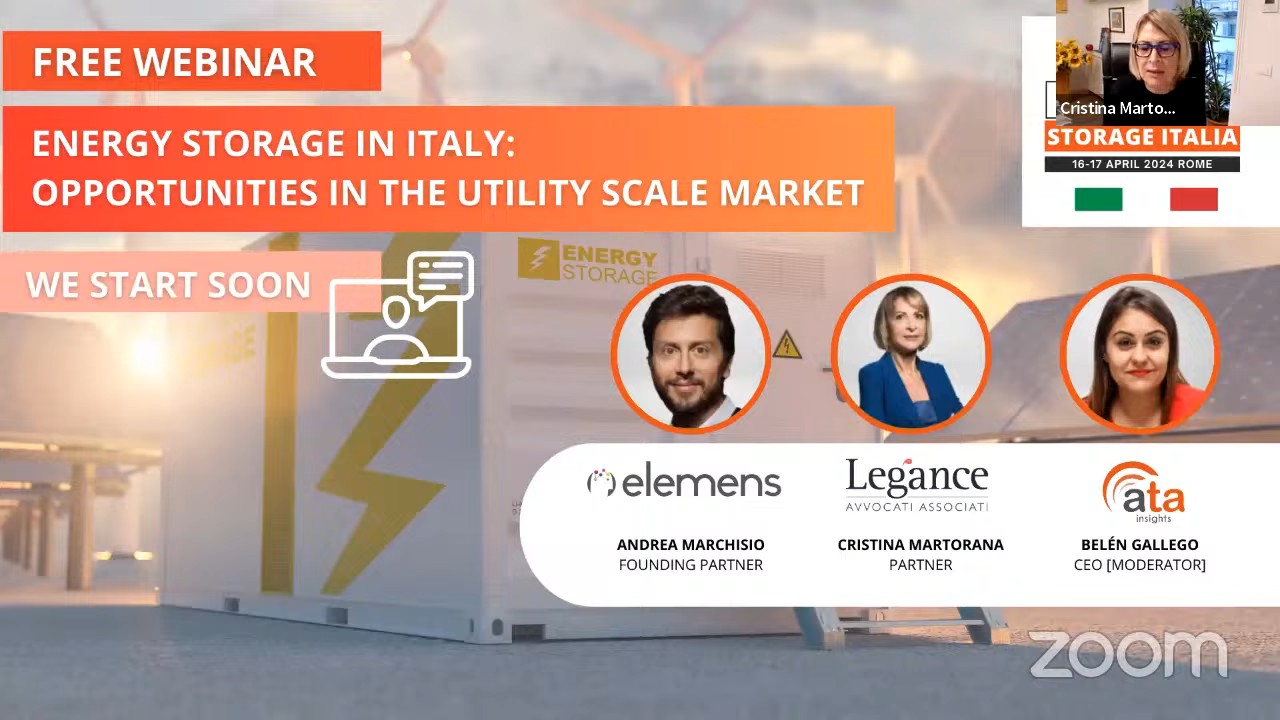 FREE WEBINAR
ENERGY STORAGE IN ITALY:
OPPORTUNITIES IN THE UTILITY SCALE MARKET
WE START SOON
Cristina Marto...
STORAGE ITALIA
16-17 APRIL 2024 ROME
ENERGY
STORAGE
elemens
Legance
AVVOCATI ASSOCIATI
ata
insights
ANDREA MARCHISIO
FOUNDING PARTNER
CRISTINA MARTORANA
PARTNER
BELÉN GALLEGO
CEO [MODERATOR]
zoom